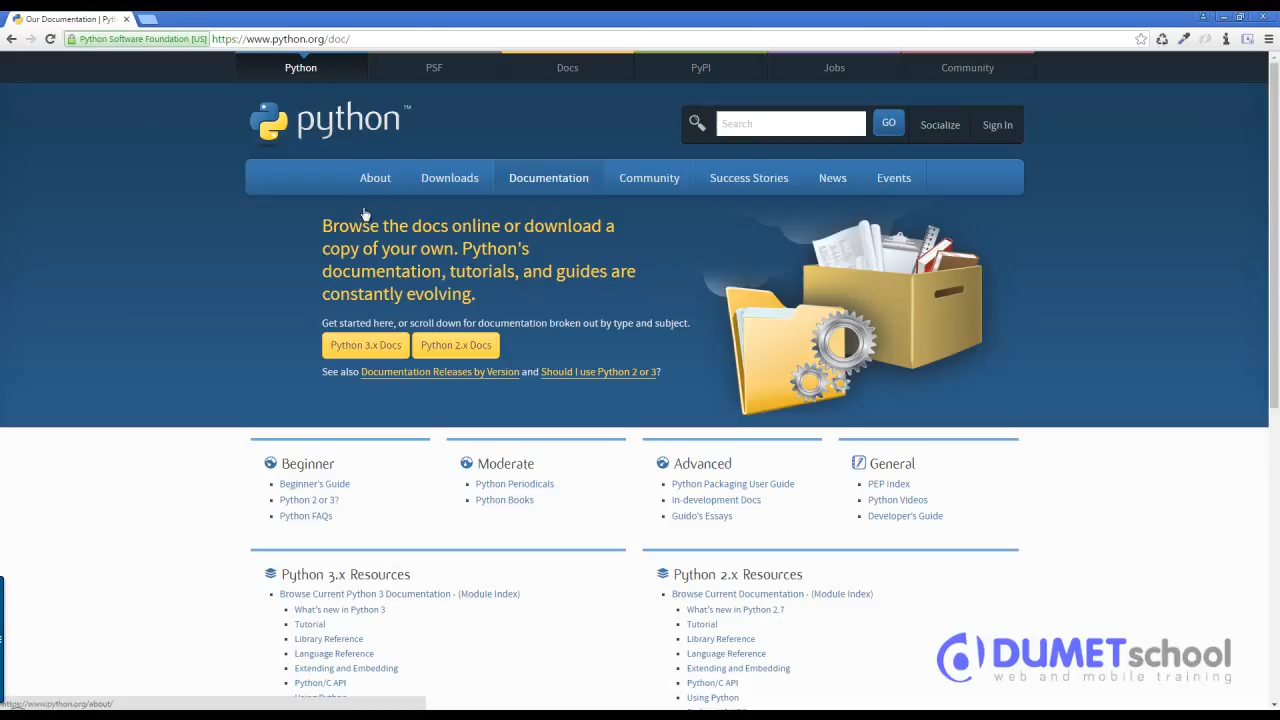 Our Documentation | Pyt
Python Software Foundation [US]
https://www.python.org/doc/
Python
PSF
Docs
PyPI
Jobs
Community
python™
Search
GO
Socialize
Sign In
About
Downloads
Documentation
Community
Success Stories
News
Events
Browse the docs online or download a
copy of your own. Python's
documentation, tutorials, and guides are
constantly evolving.
Get started here, or scroll down for documentation broken out by type and subject.
Python 3.x Docs
Python 2.x Docs
See also Documentation Releases by Version and Should I use Python 2 or 3?
Beginner
Beginner's Guide
Python 2 or 3?
Python FAQs
Moderate
Python Periodicals
Python Books
Advanced
Python Packaging User Guide
In-development Docs
Guido's Essays
General
PEP Index
Python Videos
Developer's Guide
Python 3.x Resources
Browse Current Python 3 Documentation - (Module Index)
What's new in Python 3
Tutorial
Library Reference
Language Reference
Extending and Embedding
Python/C API
Using Python
Python 2.x Resources
Browse Current Documentation - (Module Index)
What's new in Python 2.7
Tutorial
Library Reference
Language Reference
Extending and Embedding
Python/C API
Using Python
DUMETschool
web and mobile training
https://www.python.org/about/